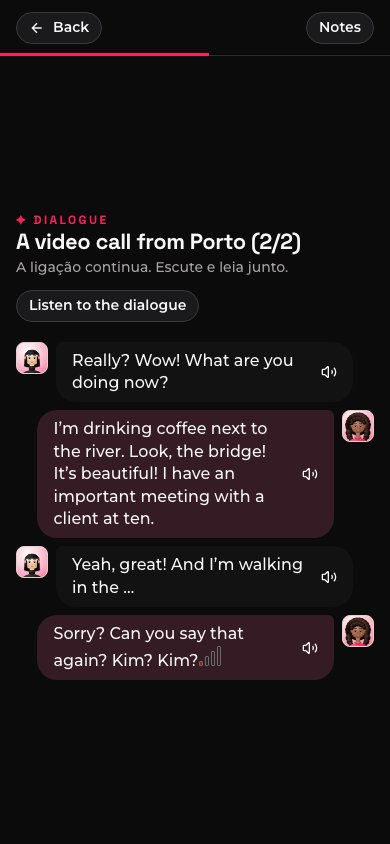 Back
Notes
DIALOGUE
A video call from Porto (2/2)
A ligação continua. Escute e leia junto.
Listen to the dialogue
Really? Wow! What are you
doing now?
I'm drinking coffee next to
the river. Look, the bridge!
It's beautiful! I have an
important meeting with a
client at ten.
Yeah, great! And I'm walking
in the ...
Sorry? Can you say that
again? Kim? Kim?